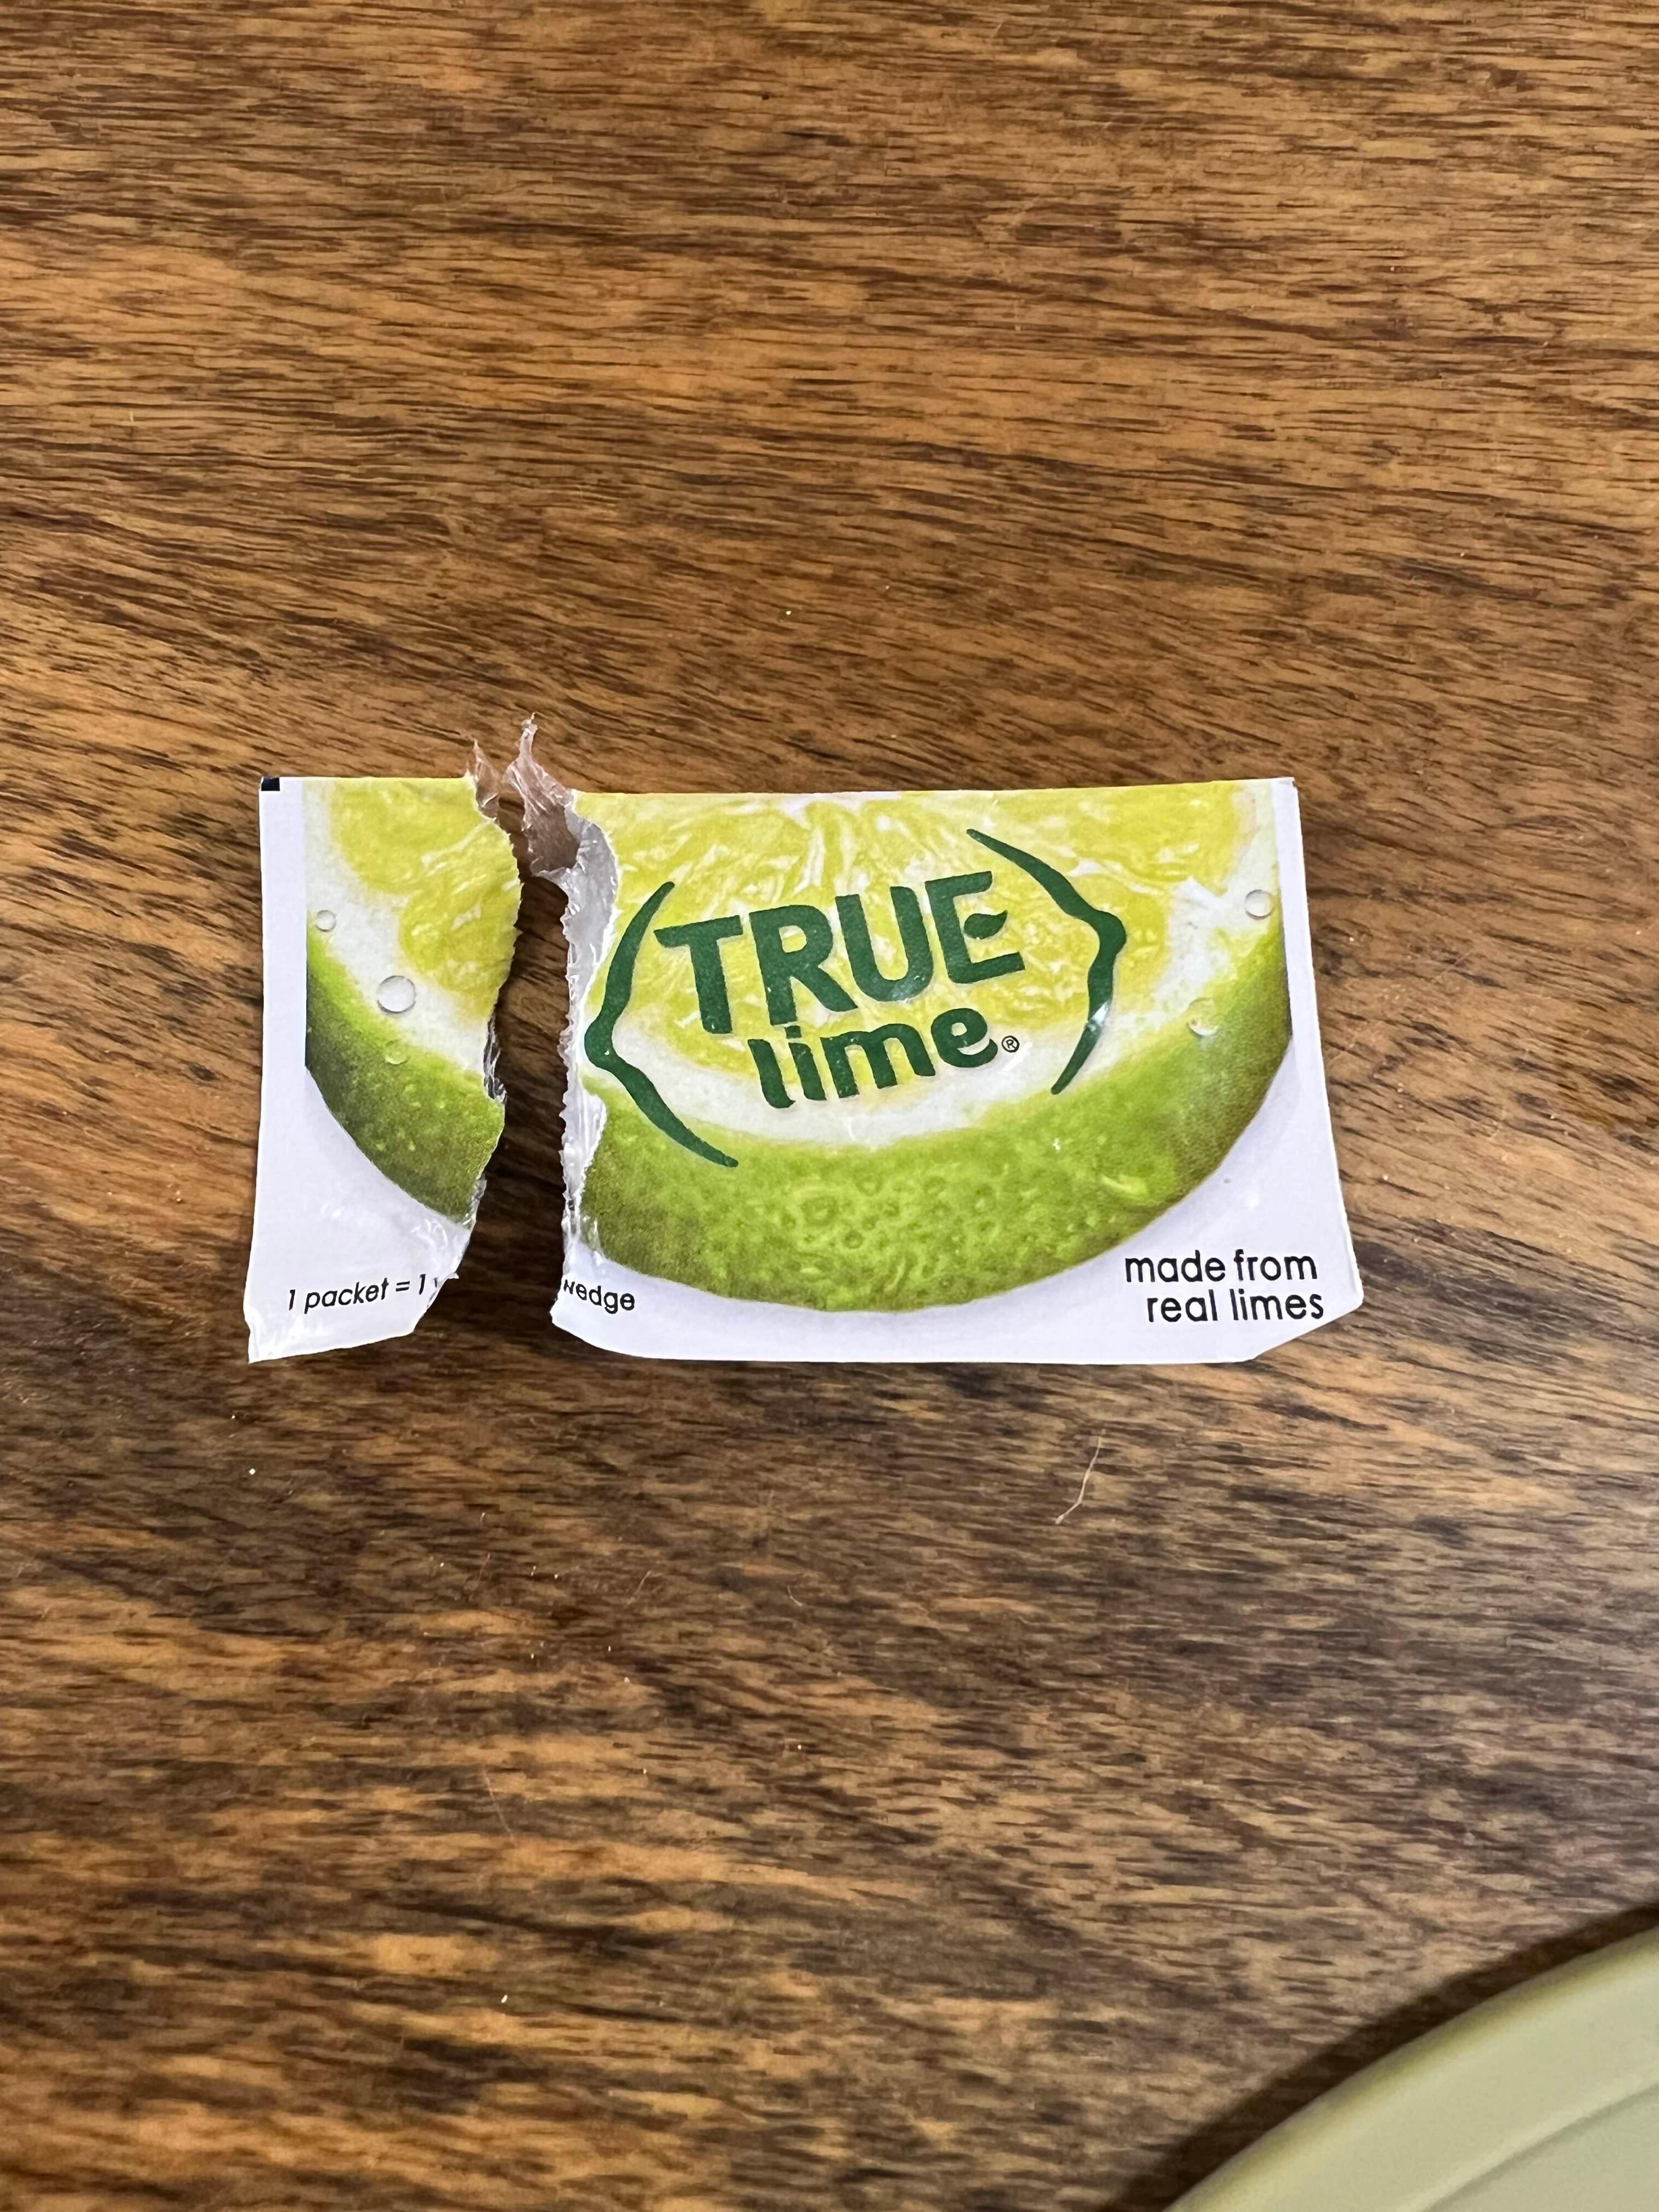 TRUE
lime®
1 packet = 1 wedge
made from
real limes